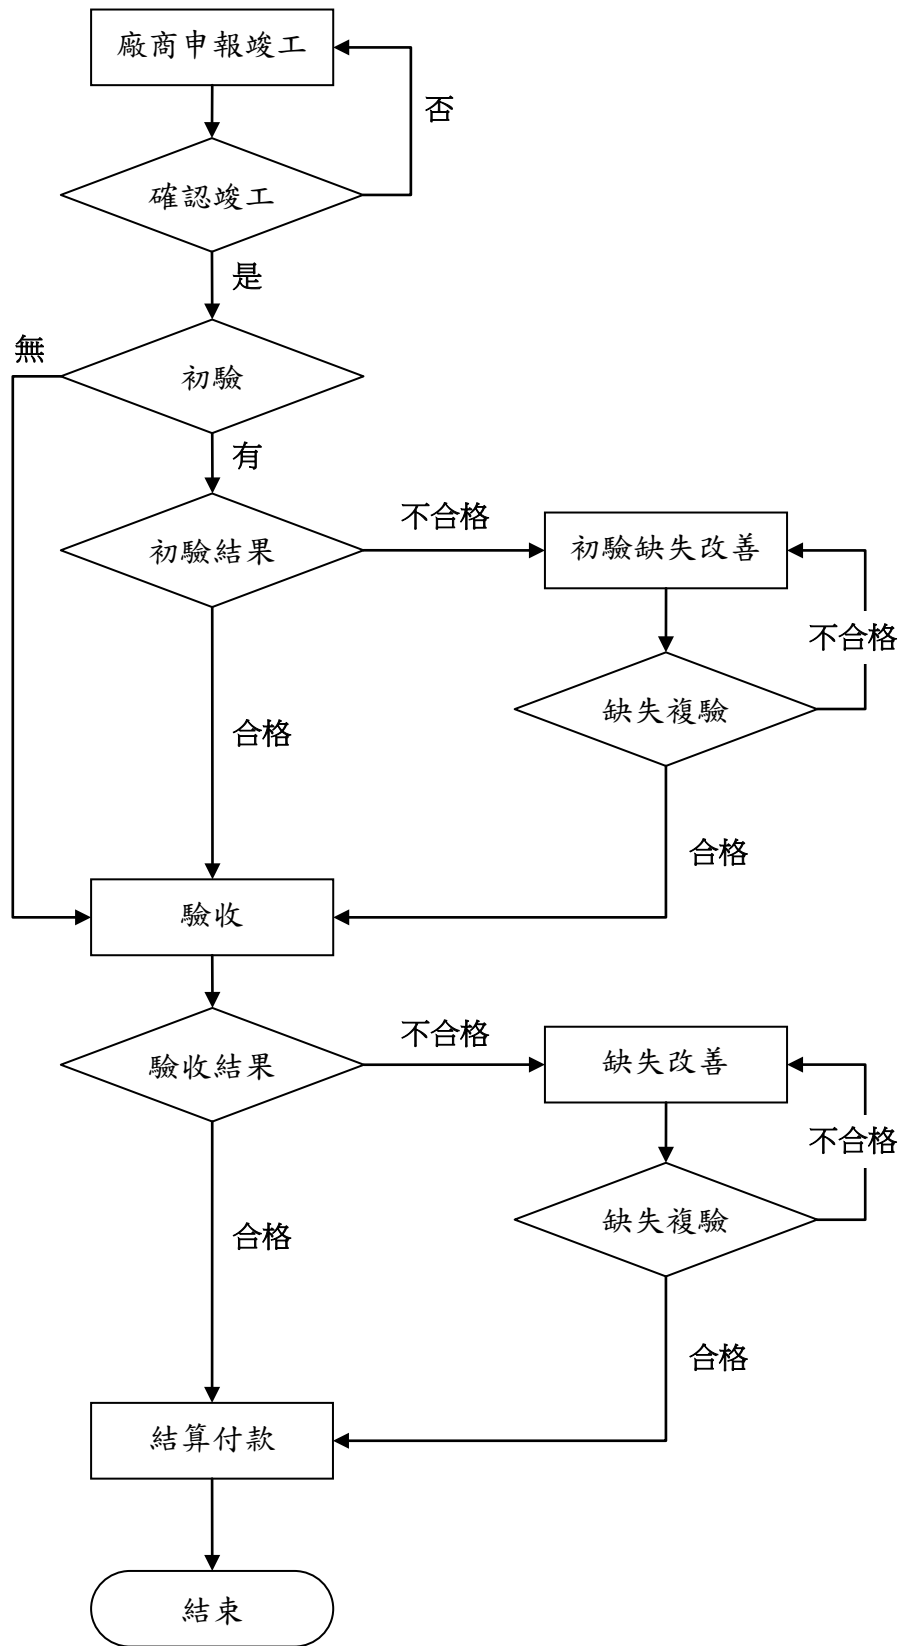 廠商申報竣工
否
確認竣工
是
無
初驗
有
初驗結果
不合格
初驗缺失改善
不合格
缺失複驗
合格
合格
驗收
驗收結果
不合格
缺失改善
不合格
缺失複驗
合格
合格
結算付款
結束